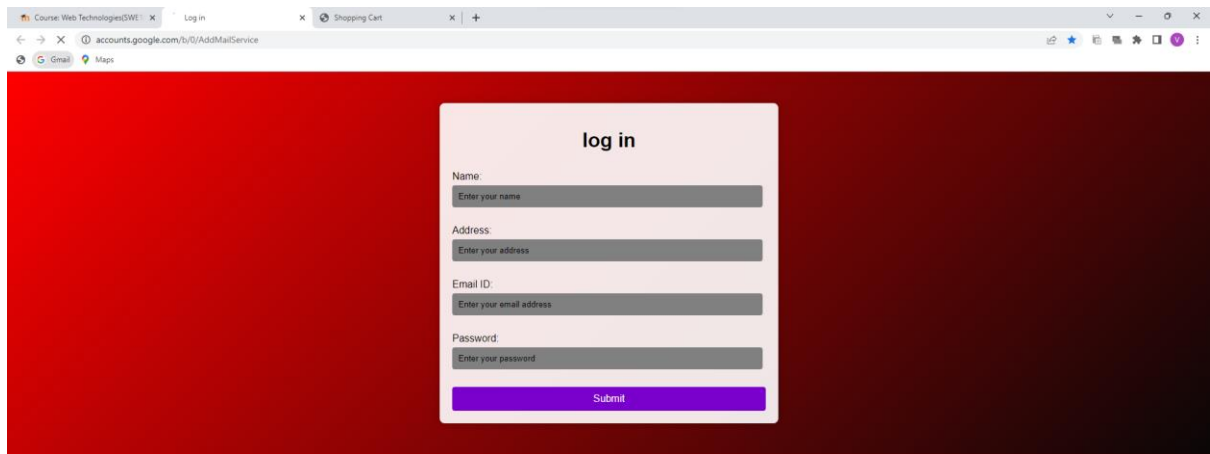 Course: Web Technologies(SWE
Log in
Shopping Cart
accounts.google.com/b/0/AddMailService
V
G Gmail
Maps
log in
Name:
Enter your name
Address:
Enter your address
Email ID:
Enter your email address
Password:
Enter your password
Submit